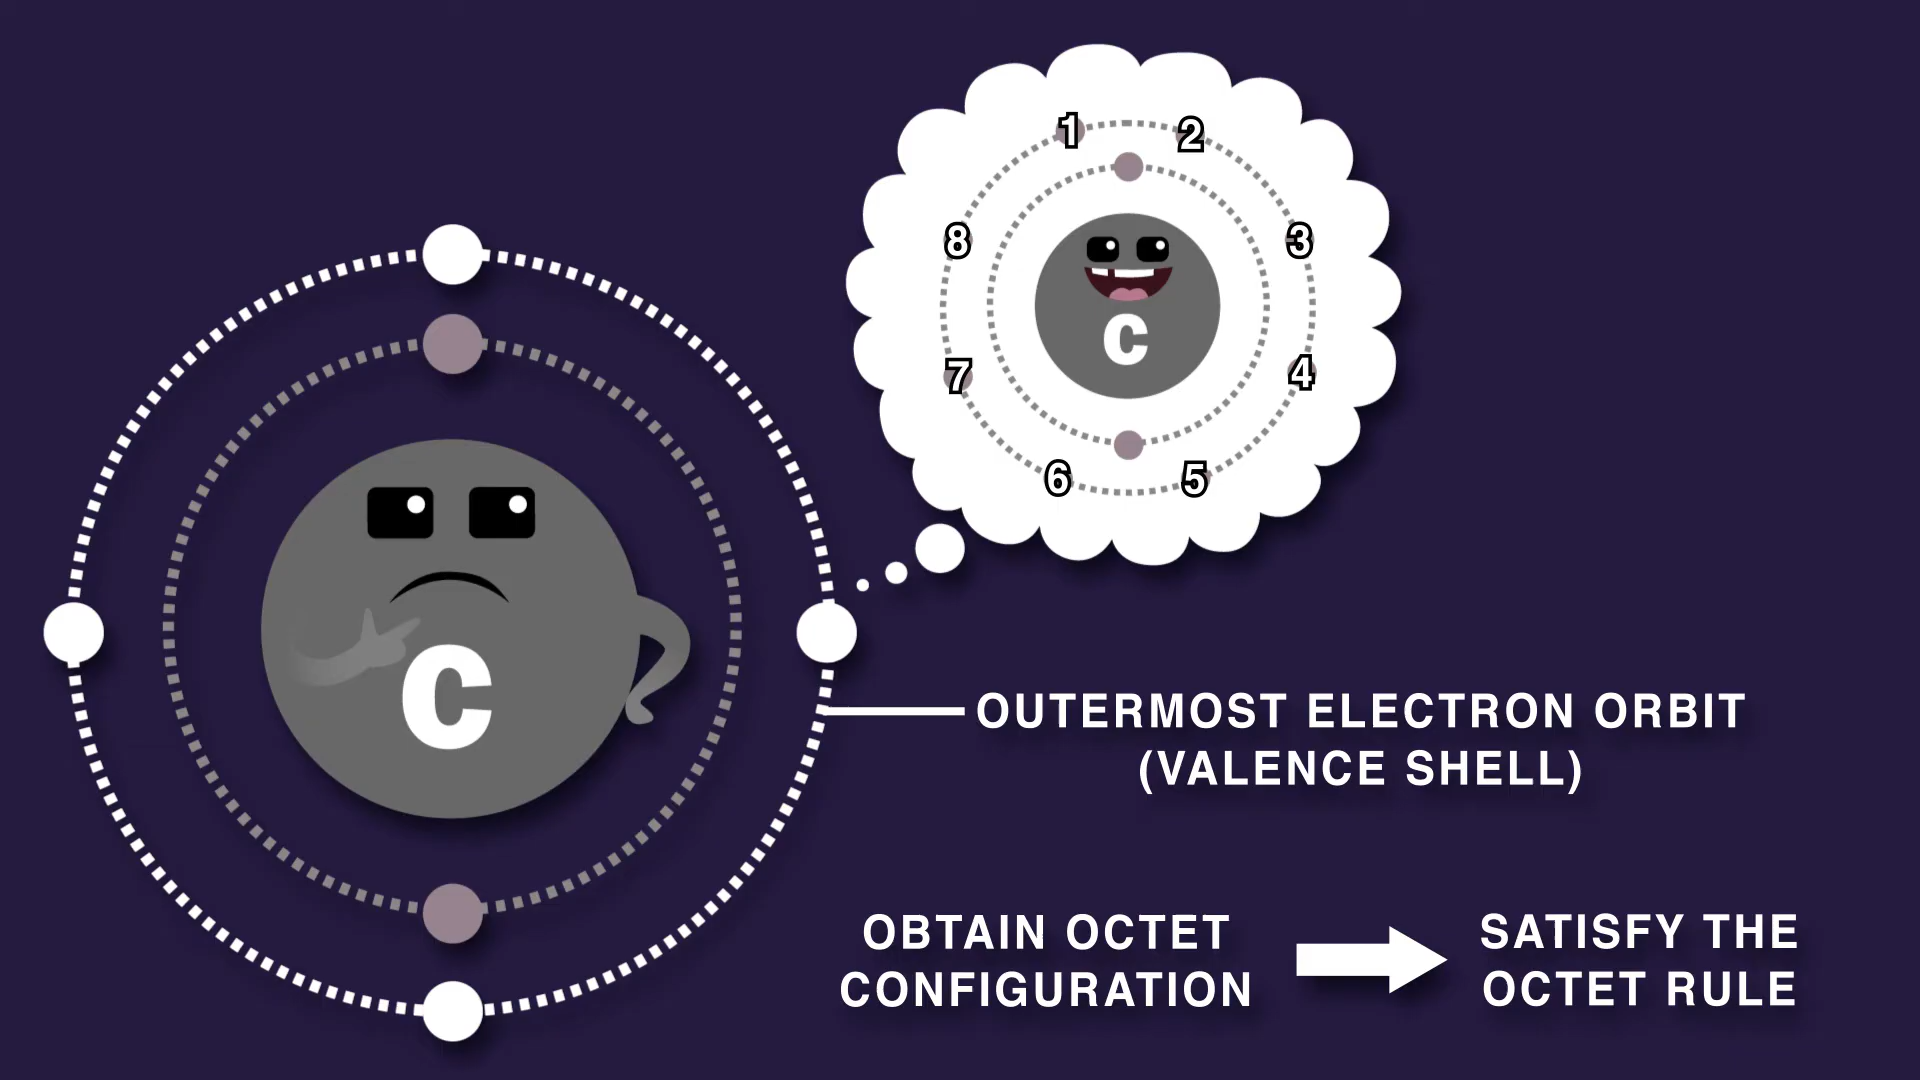 1
2
8
3
C
7
4
6
5
C
OUTERMOST ELECTRON ORBIT
(VALENCE SHELL)
OBTAIN OCTET
CONFIGURATION
SATISFY THE
OCTET RULE